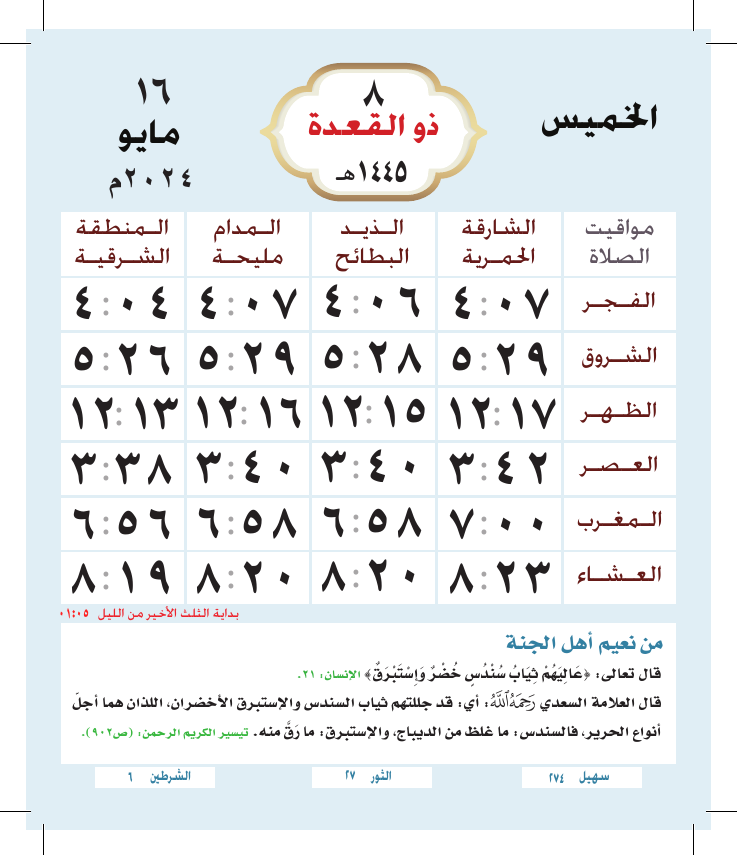 الخميس
٨
ذو القعدة
١٤٤٥هـ
١٦
مايو
٢٠٢٤م
مواقيت الصلاة | الشارقة الحمرية | الذيد البطائح | المدام مليحة | المنطقة الشرقية
الفجر ٤:٠٧ ٤:٠٦ ٤:٠٧ ٤:٠٤
الشروق ٥:٢٩ ٥:٢٨ ٥:٢٩ ٥:٢٦
الظهر ١٢:١٧ ١٢:١٥ ١٢:١٦ ١٢:١٣
العصر ٣:٤٢ ٣:٤٠ ٣:٤٠ ٣:٣٨
المغرب ٧:٠٠ ٦:٥٨ ٦:٥٨ ٦:٥٦
العشاء ٨:٢٣ ٨:٢٠ ٨:٢٠ ٨:١٩
بداية الثلث الأخير من الليل ٠١:٠٥
من نعيم أهل الجنة
قال تعالى: ﴿عَالِيَهُمْ ثِيَابُ سُنْدُسٍ خُضْرٌ وَإِسْتَبْرَقٌ﴾ الإنسان: ٢١.
قال العلامة السعدي رَحِمَهُ اللَّهُ: أي: قد جللتهم ثياب السندس والإستبرق الأخضران، اللذان هما أجلّ
أنواع الحرير، فالسندس: ما غلظ من الديباج، والإستبرق: ما رَقَّ منه. تيسير الكريم الرحمن: (ص٩٠٢).
سهيل ٢٧٤
الثور ٢٧
الشرطين ٦